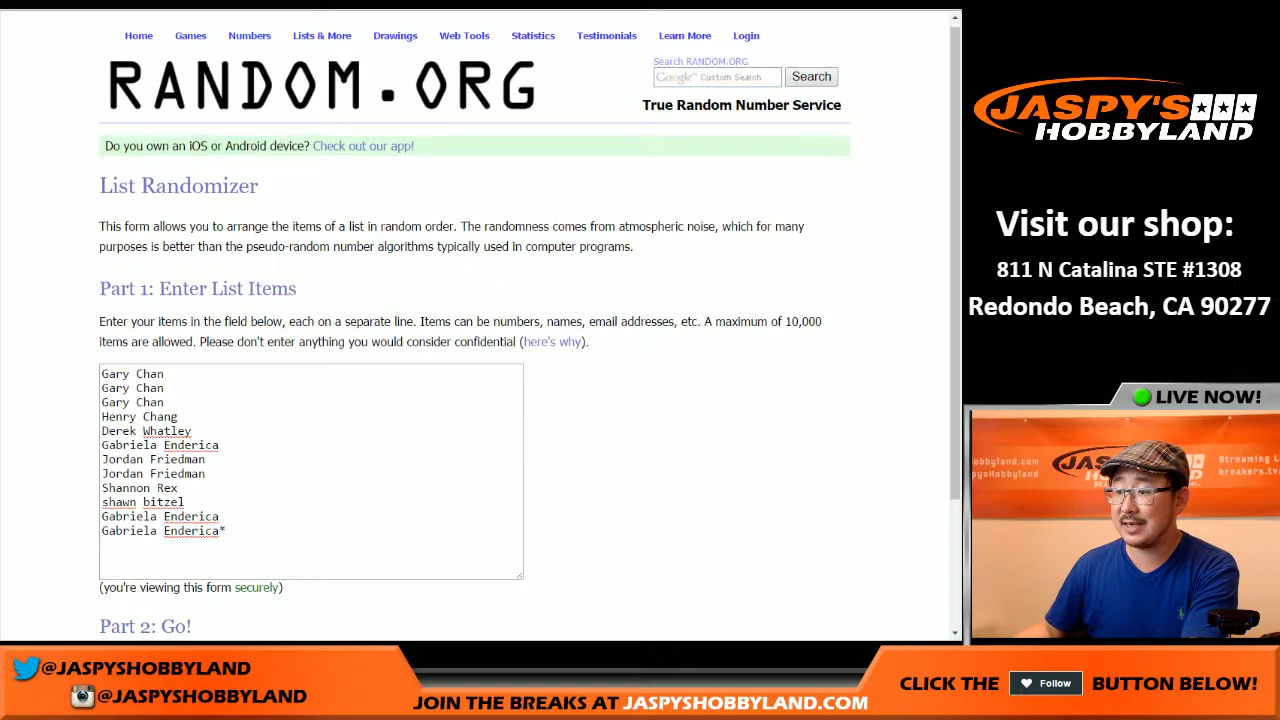 Home Games Numbers Lists & More Drawings Web Tools Statistics Testimonials Learn More Login
RANDOM.ORG
Search RANDOM.ORG
Google™ Custom Search Search
True Random Number Service
Do you own an iOS or Android device? Check out our app!
List Randomizer
This form allows you to arrange the items of a list in random order. The randomness comes from atmospheric noise, which for many
purposes is better than the pseudo-random number algorithms typically used in computer programs.
Part 1: Enter List Items
Enter your items in the field below, each on a separate line. Items can be numbers, names, email addresses, etc. A maximum of 10,000
items are allowed. Please don't enter anything you would consider confidential (here's why).
Gary Chan
Gary Chan
Gary Chan
Henry Chang
Derek Whatley
Gabriela Enderica
Jordan Friedman
Jordan Friedman
Shannon Rex
shawn bitzel
Gabriela Enderica
Gabriela Enderica*
(you're viewing this form securely)
Part 2: Go!
JASPY'S
HOBBYLAND
Visit our shop:
811 N Catalina STE #1308
Redondo Beach, CA 90277
LIVE NOW!
hobbyland.com
JASPY'S
Streaming
breakers.tv
@JASPYSHOBBYLAND
@JASPYSHOBBYLAND
JOIN THE BREAKS AT JASPYSHOBBYLAND.COM
CLICK THE Follow BUTTON BELOW!